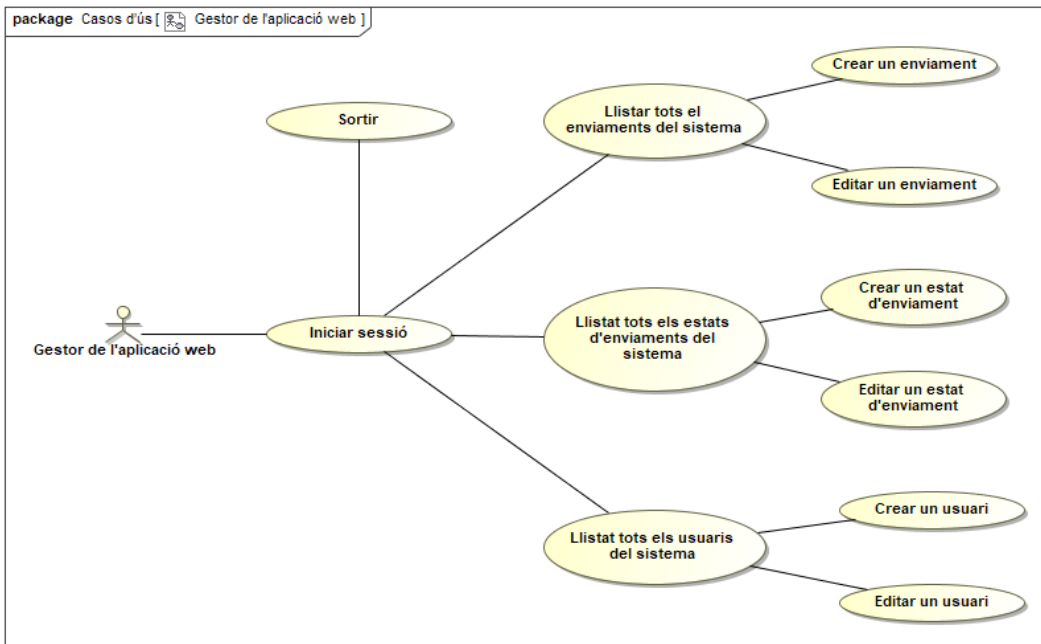 package Casos d'ús [ Gestor de l'aplicació web ]
Crear un enviament
Llistar tots el
enviaments del sistema
Sortir
Editar un enviament
Crear un estat
d'enviament
Gestor de l'aplicació web
Iniciar sessió
Llistat tots els estats
d'enviaments del
sistema
Editar un estat
d'enviament
Crear un usuari
Llistat tots els usuaris
del sistema
Editar un usuari